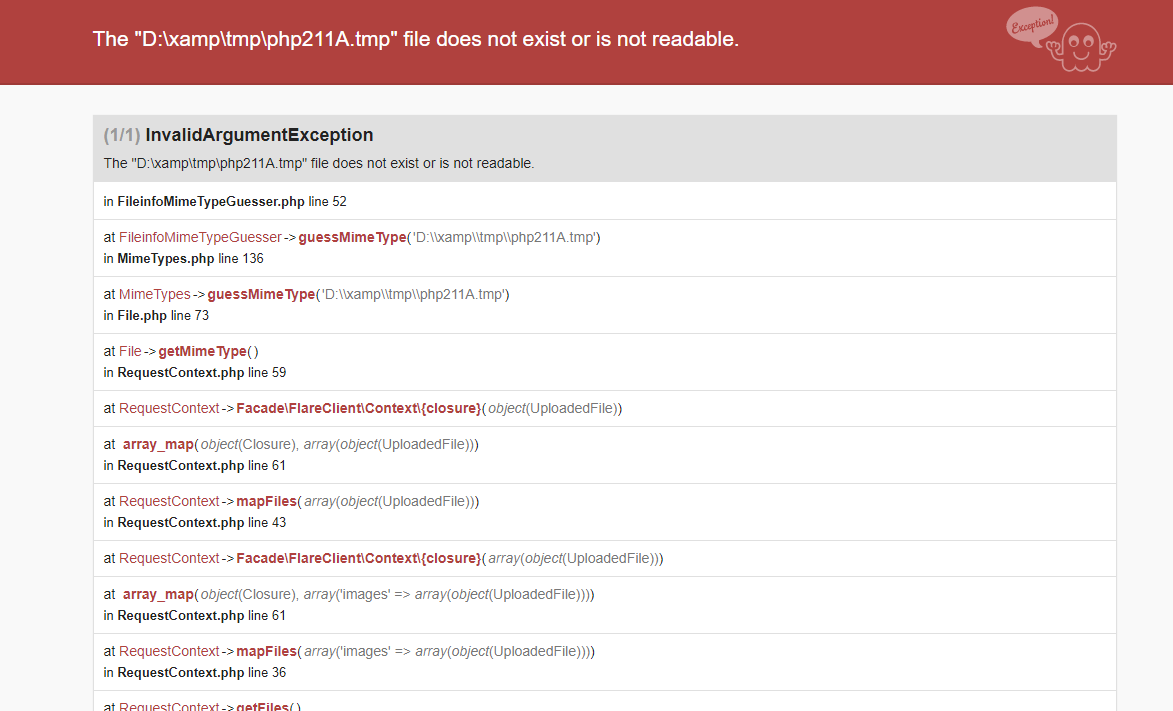 The "D:\xamp\tmp\php211A.tmp" file does not exist or is not readable.
Exception!
(1/1) InvalidArgumentException
The "D:\xamp\tmp\php211A.tmp" file does not exist or is not readable.
in FileinfoMimeTypeGuesser.php line 52
at FileinfoMimeTypeGuesser->guessMimeType('D:\\xamp\\tmp\\php211A.tmp')
in MimeTypes.php line 136
at MimeTypes->guessMimeType('D:\\xamp\\tmp\\php211A.tmp')
in File.php line 73
at File->getMimeType()
in RequestContext.php line 59
at RequestContext->Facade\FlareClient\Context\{closure}(object(UploadedFile))
at array_map(object(Closure), array(object(UploadedFile)))
in RequestContext.php line 61
at RequestContext->mapFiles(array(object(UploadedFile)))
in RequestContext.php line 43
at RequestContext->Facade\FlareClient\Context\{closure}(array(object(UploadedFile)))
at array_map(object(Closure), array('images' => array(object(UploadedFile))))
in RequestContext.php line 61
at RequestContext->mapFiles(array('images' => array(object(UploadedFile))))
in RequestContext.php line 36
at RequestContext->getFiles()